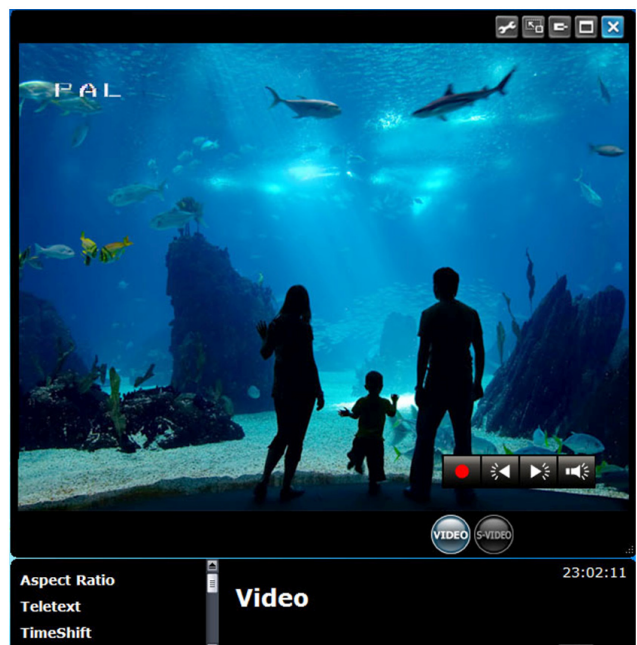 PAL
VIDEO S-VIDEO
Aspect Ratio
Teletext
TimeShift
23:02:11
Video